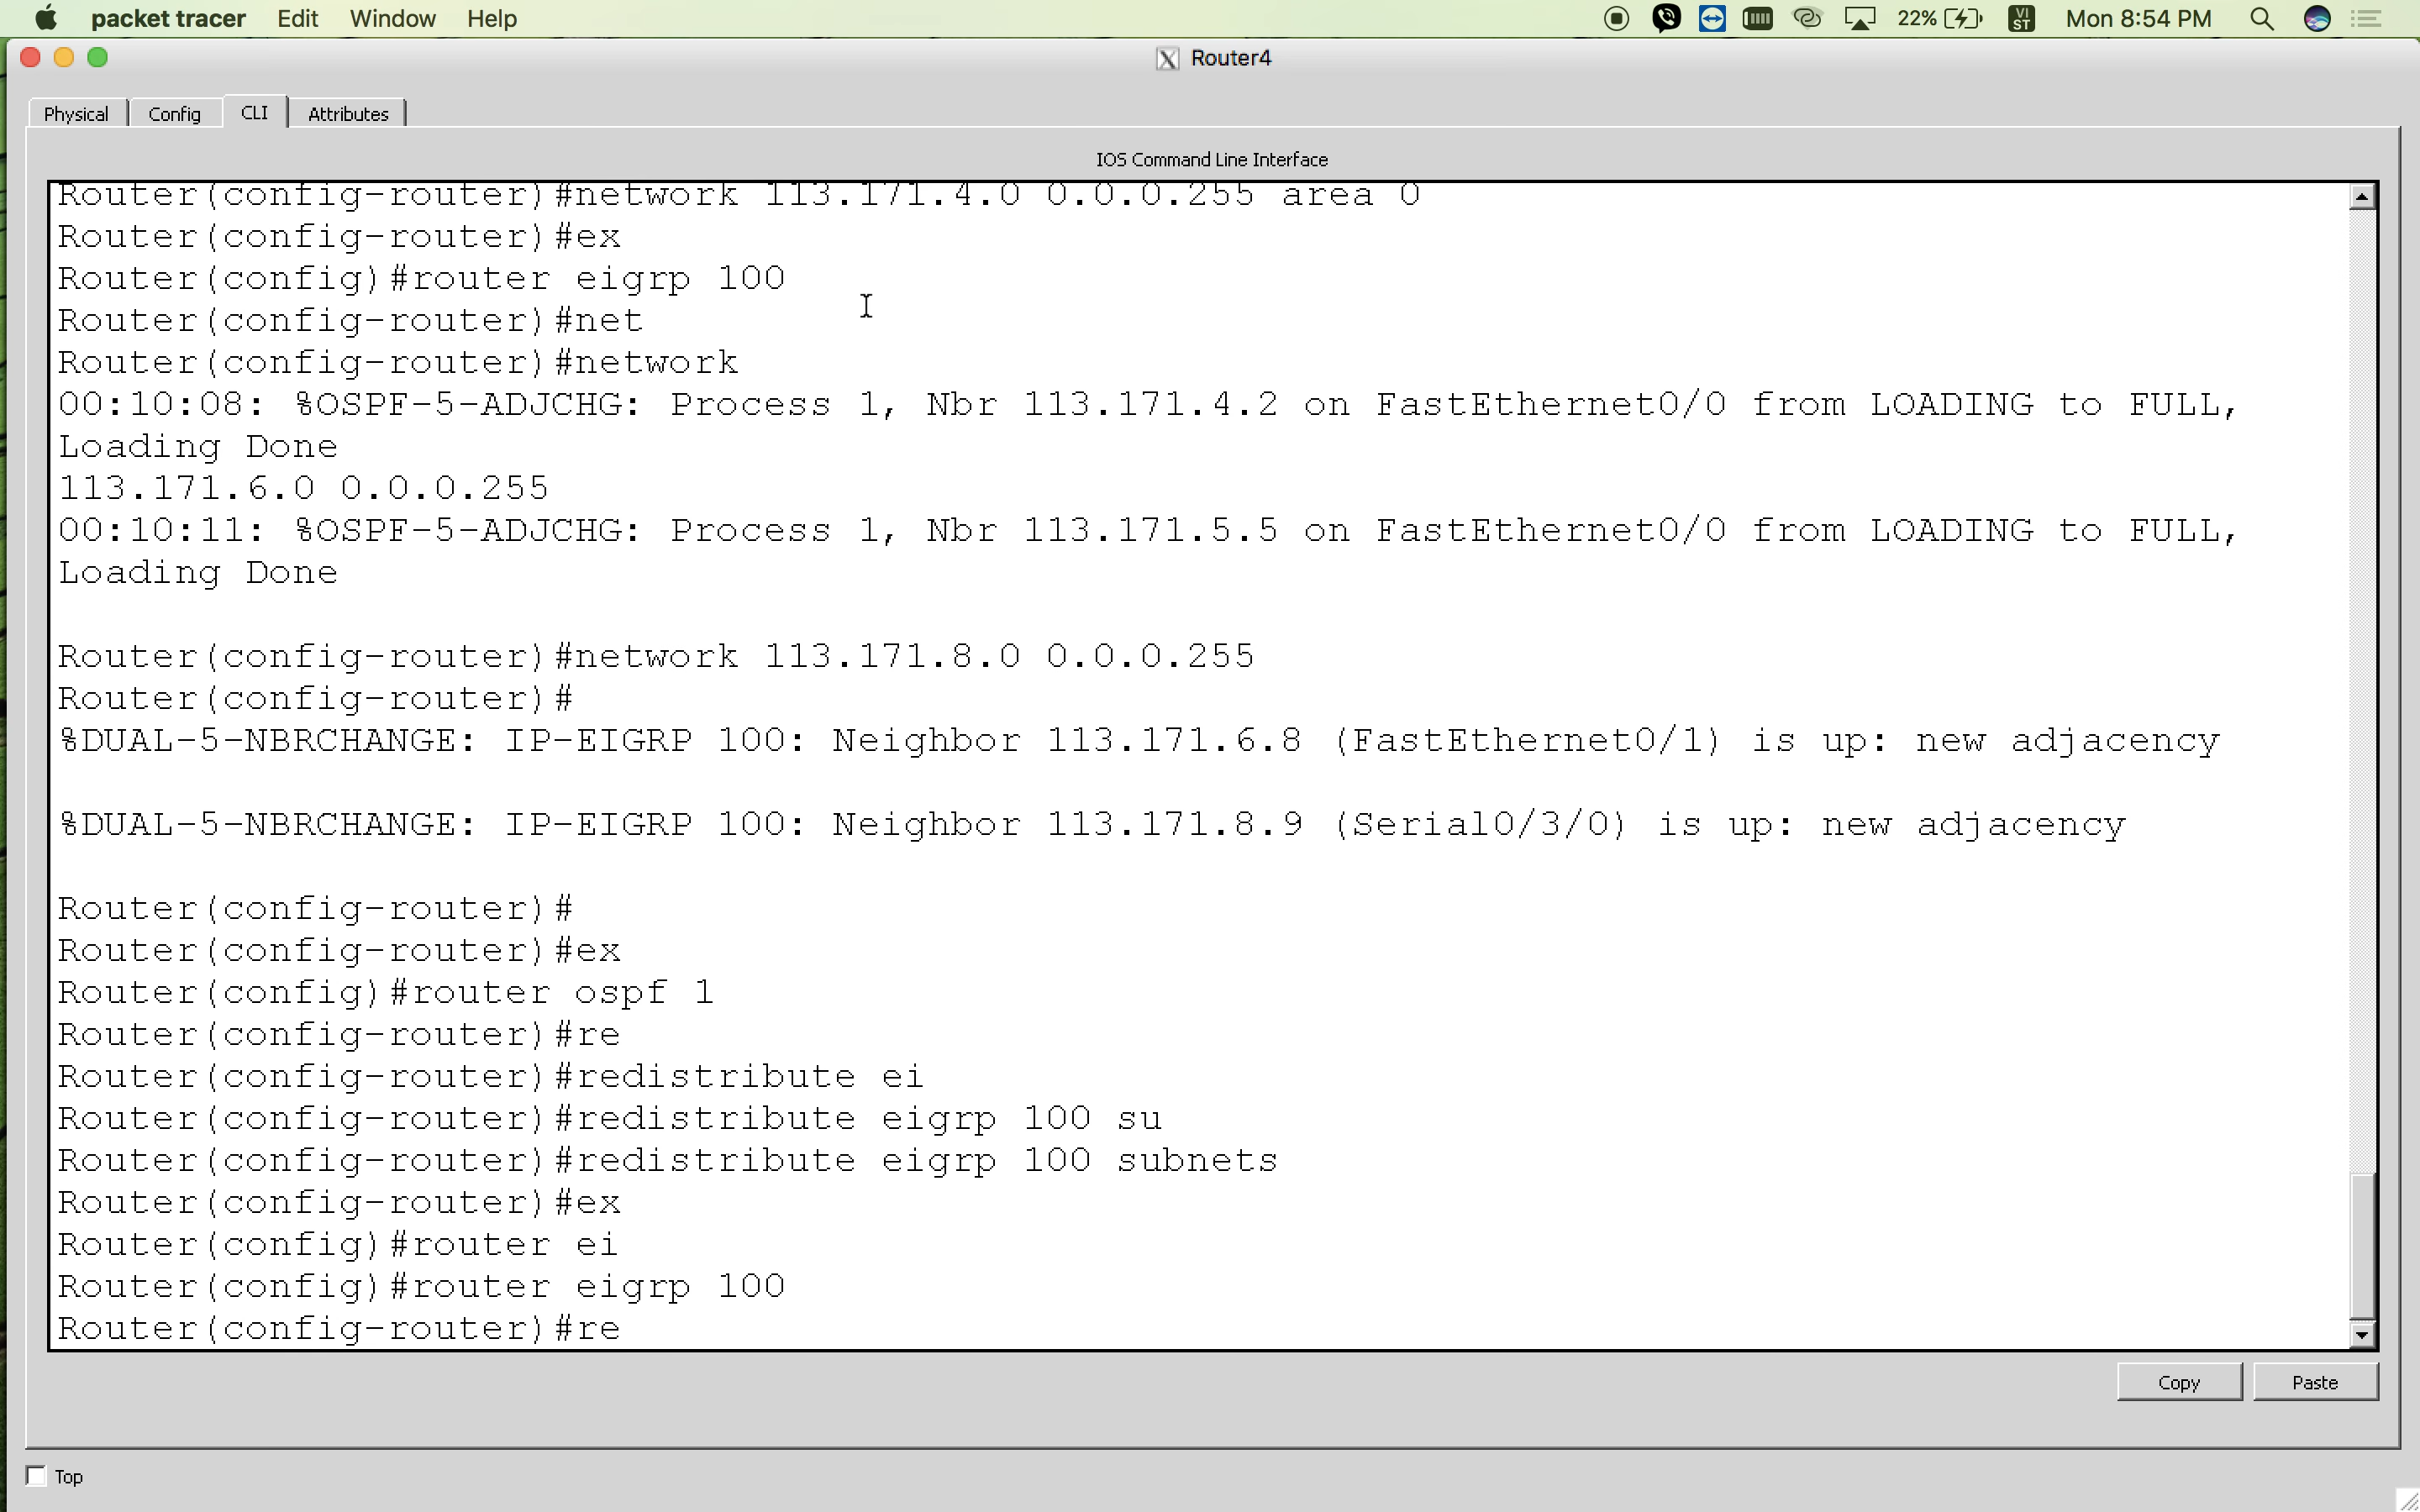 packet tracer Edit Window Help 22% VI ST Mon 8:54 PM
X Router4
Physical Config CLI Attributes
IOS Command Line Interface
Router(config-router)#network 113.171.4.0 0.0.0.255 area 0
Router(config-router)#ex
Router(config)#router eigrp 100
Router(config-router)#net
Router(config-router)#network
00:10:08: %OSPF-5-ADJCHG: Process 1, Nbr 113.171.4.2 on FastEthernet0/0 from LOADING to FULL,
Loading Done
113.171.6.0 0.0.0.255
00:10:11: %OSPF-5-ADJCHG: Process 1, Nbr 113.171.5.5 on FastEthernet0/0 from LOADING to FULL,
Loading Done
Router(config-router)#network 113.171.8.0 0.0.0.255
Router(config-router)#
%DUAL-5-NBRCHANGE: IP-EIGRP 100: Neighbor 113.171.6.8 (FastEthernet0/1) is up: new adjacency
%DUAL-5-NBRCHANGE: IP-EIGRP 100: Neighbor 113.171.8.9 (Serial0/3/0) is up: new adjacency
Router(config-router)#
Router(config-router)#ex
Router(config)#router ospf 1
Router(config-router)#re
Router(config-router)#redistribute ei
Router(config-router)#redistribute eigrp 100 su
Router(config-router)#redistribute eigrp 100 subnets
Router(config-router)#ex
Router(config)#router ei
Router(config)#router eigrp 100
Router(config-router)#re
Copy Paste
Top